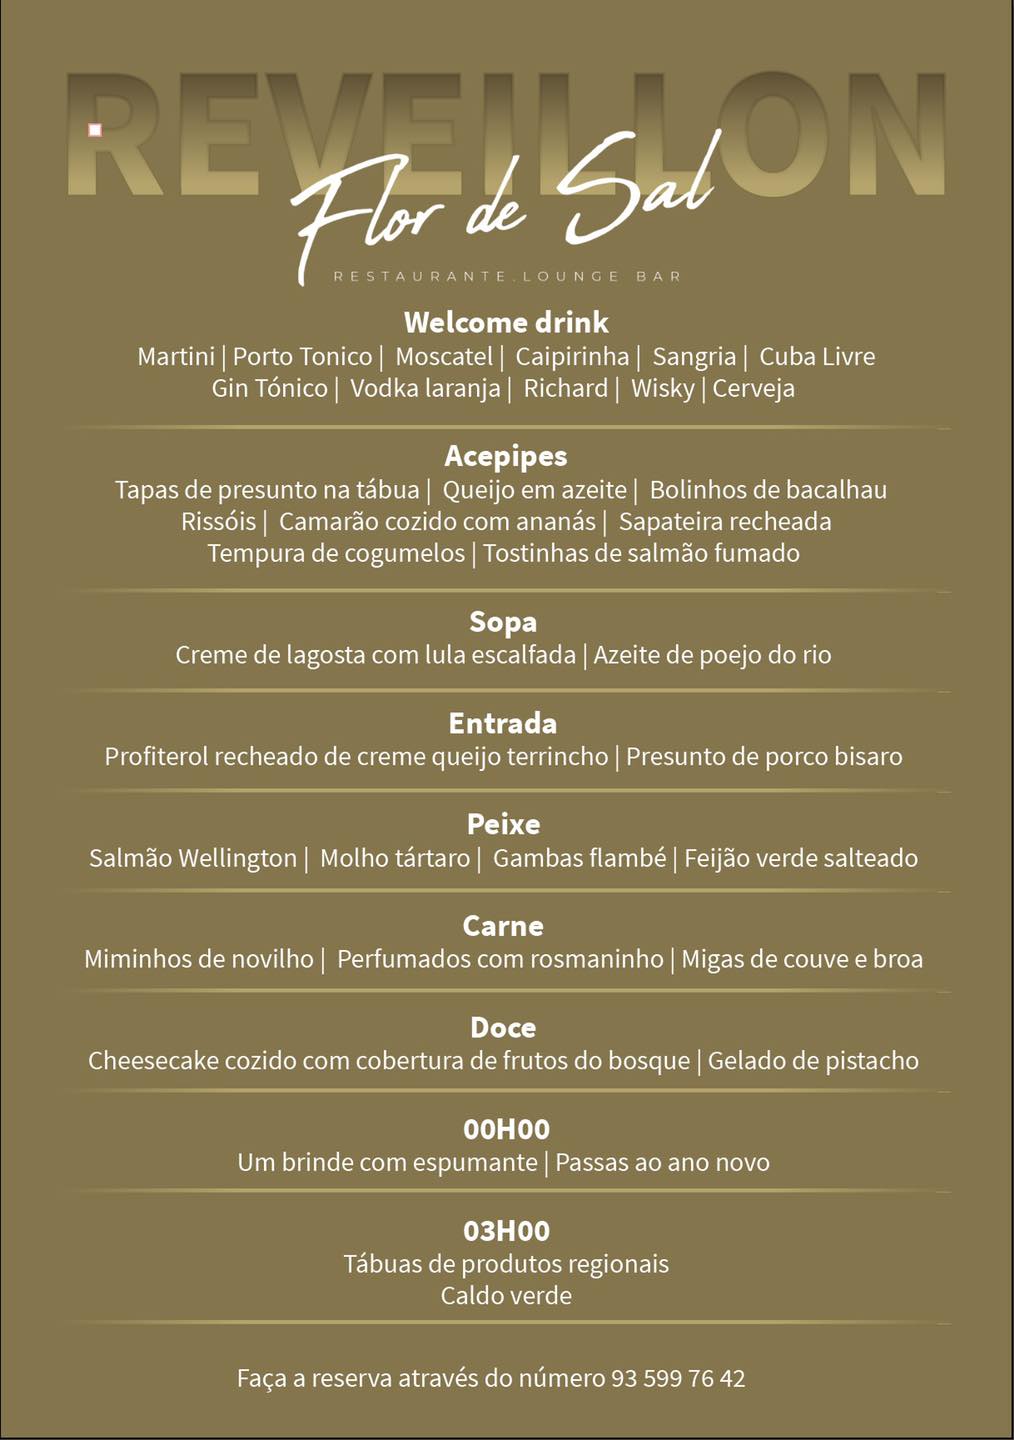 REVEILLON
Flor de Sal
RESTAURANTE.LOUNGE BAR
Welcome drink
Martini | Porto Tonico | Moscatel | Caipirinha | Sangria | Cuba Livre
Gin Tónico | Vodka laranja | Richard | Wisky | Cerveja
Acepipes
Tapas de presunto na tábua | Queijo em azeite | Bolinhos de bacalhau
Rissóis | Camarão cozido com ananás | Sapateira recheada
Tempura de cogumelos | Tostinhas de salmão fumado
Sopa
Creme de lagosta com lula escalfada | Azeite de poejo do rio
Entrada
Profiterol recheado de creme queijo terrincho | Presunto de porco bisaro
Peixe
Salmão Wellington | Molho tártaro | Gambas flambé | Feijão verde salteado
Carne
Miminhos de novilho | Perfumados com rosmaninho | Migas de couve e broa
Doce
Cheesecake cozido com cobertura de frutos do bosque | Gelado de pistacho
00H00
Um brinde com espumante | Passas ao ano novo
03H00
Tábuas de produtos regionais
Caldo verde
Faça a reserva através do número 93 599 76 42